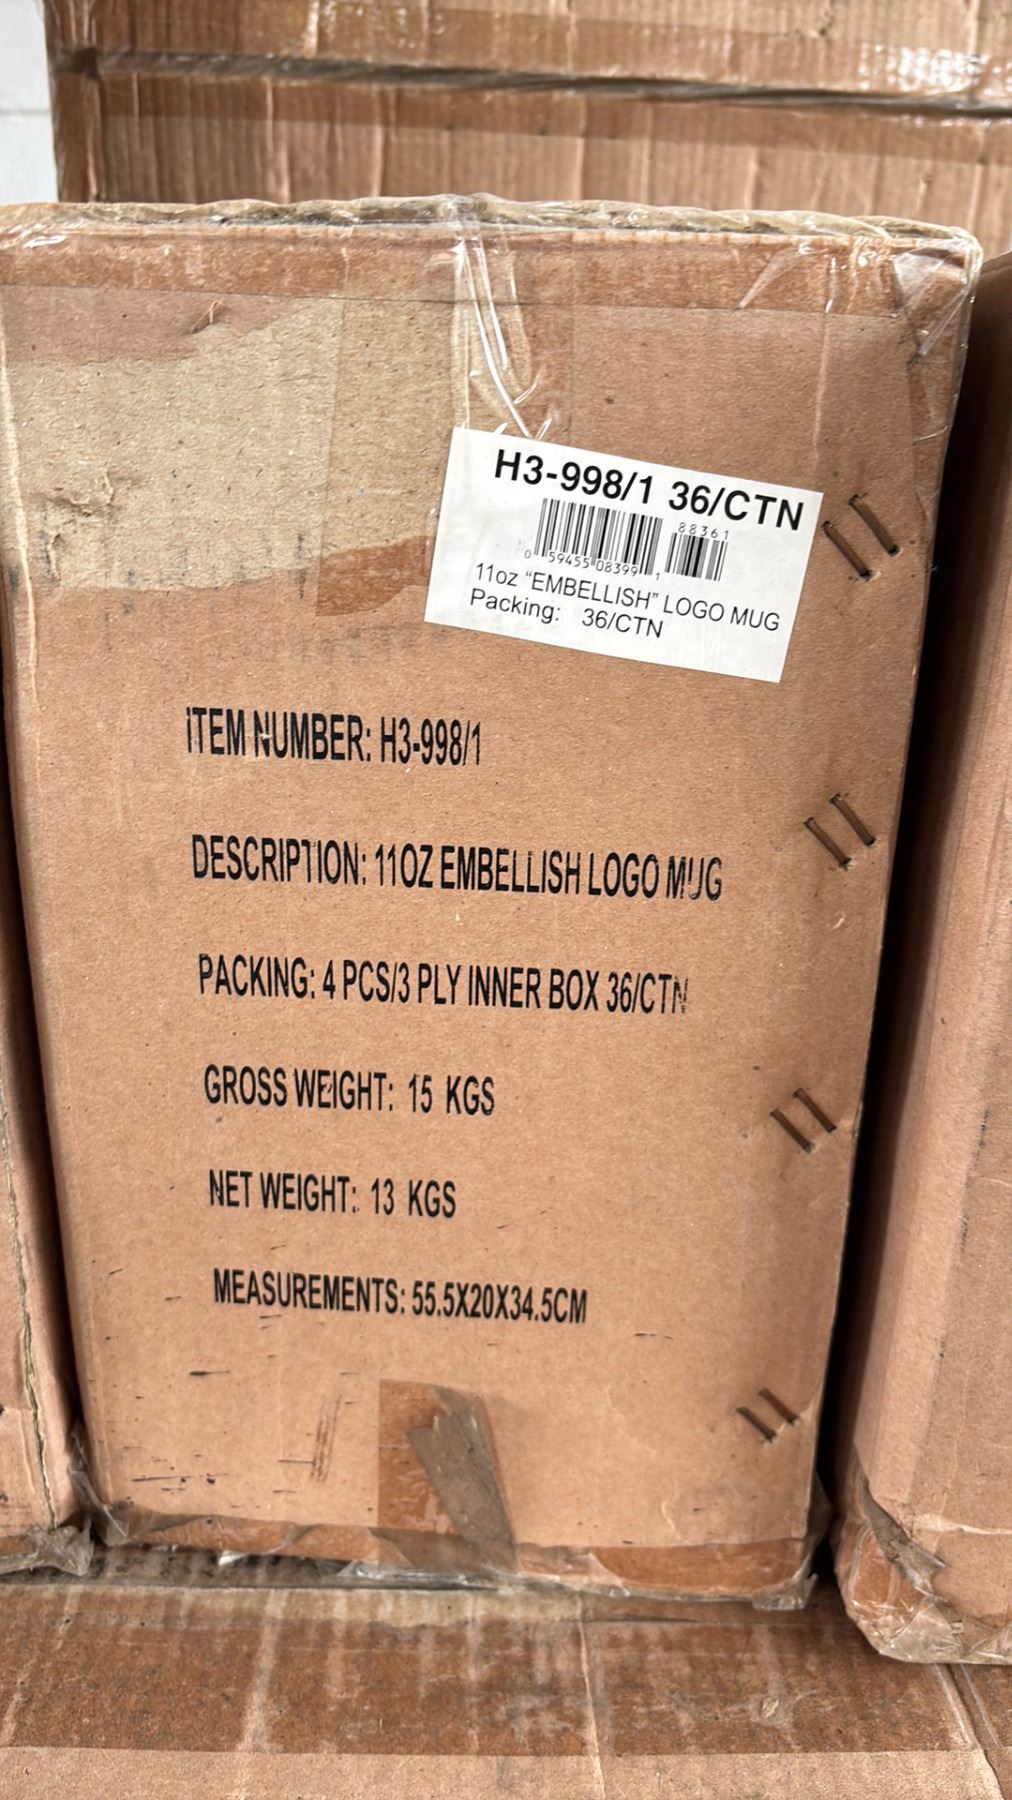 H3-998/1 36/CTN
88361
0 59455 08399 1
11oz “EMBELLISH” LOGO MUG
Packing: 36/CTN
ITEM NUMBER: H3-998/1
DESCRIPTION: 11OZ EMBELLISH LOGO MUG
PACKING: 4 PCS/3 PLY INNER BOX 36/CTN
GROSS WEIGHT: 15 KGS
NET WEIGHT: 13 KGS
MEASUREMENTS: 55.5X20X34.5CM